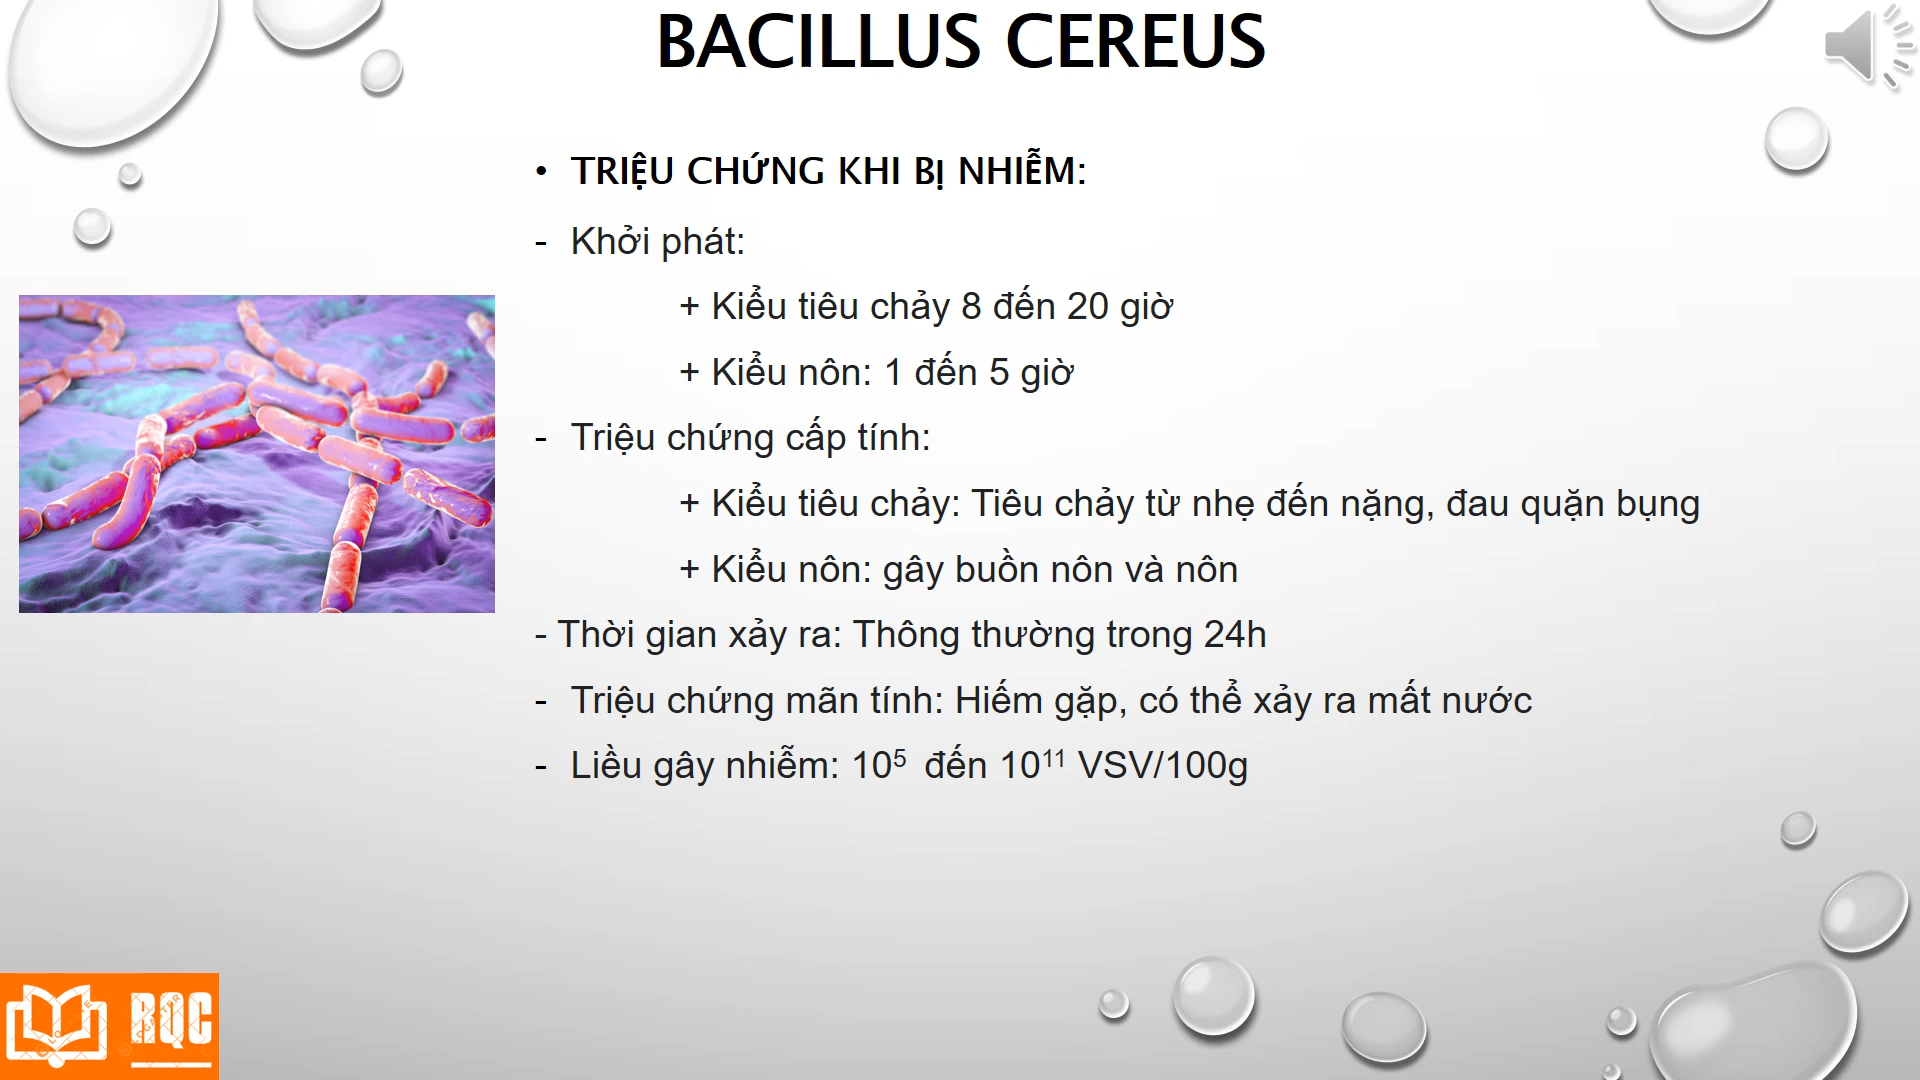 BACILLUS CEREUS
• TRIỆU CHỨNG KHI BỊ NHIỄM:
- Khởi phát:
+ Kiểu tiêu chảy 8 đến 20 giờ
+ Kiểu nôn: 1 đến 5 giờ
- Triệu chứng cấp tính:
+ Kiểu tiêu chảy: Tiêu chảy từ nhẹ đến nặng, đau quặn bụng
+ Kiểu nôn: gây buồn nôn và nôn
- Thời gian xảy ra: Thông thường trong 24h
- Triệu chứng mãn tính: Hiếm gặp, có thể xảy ra mất nước
- Liều gây nhiễm: 10⁵ đến 10¹¹ VSV/100g
RQC